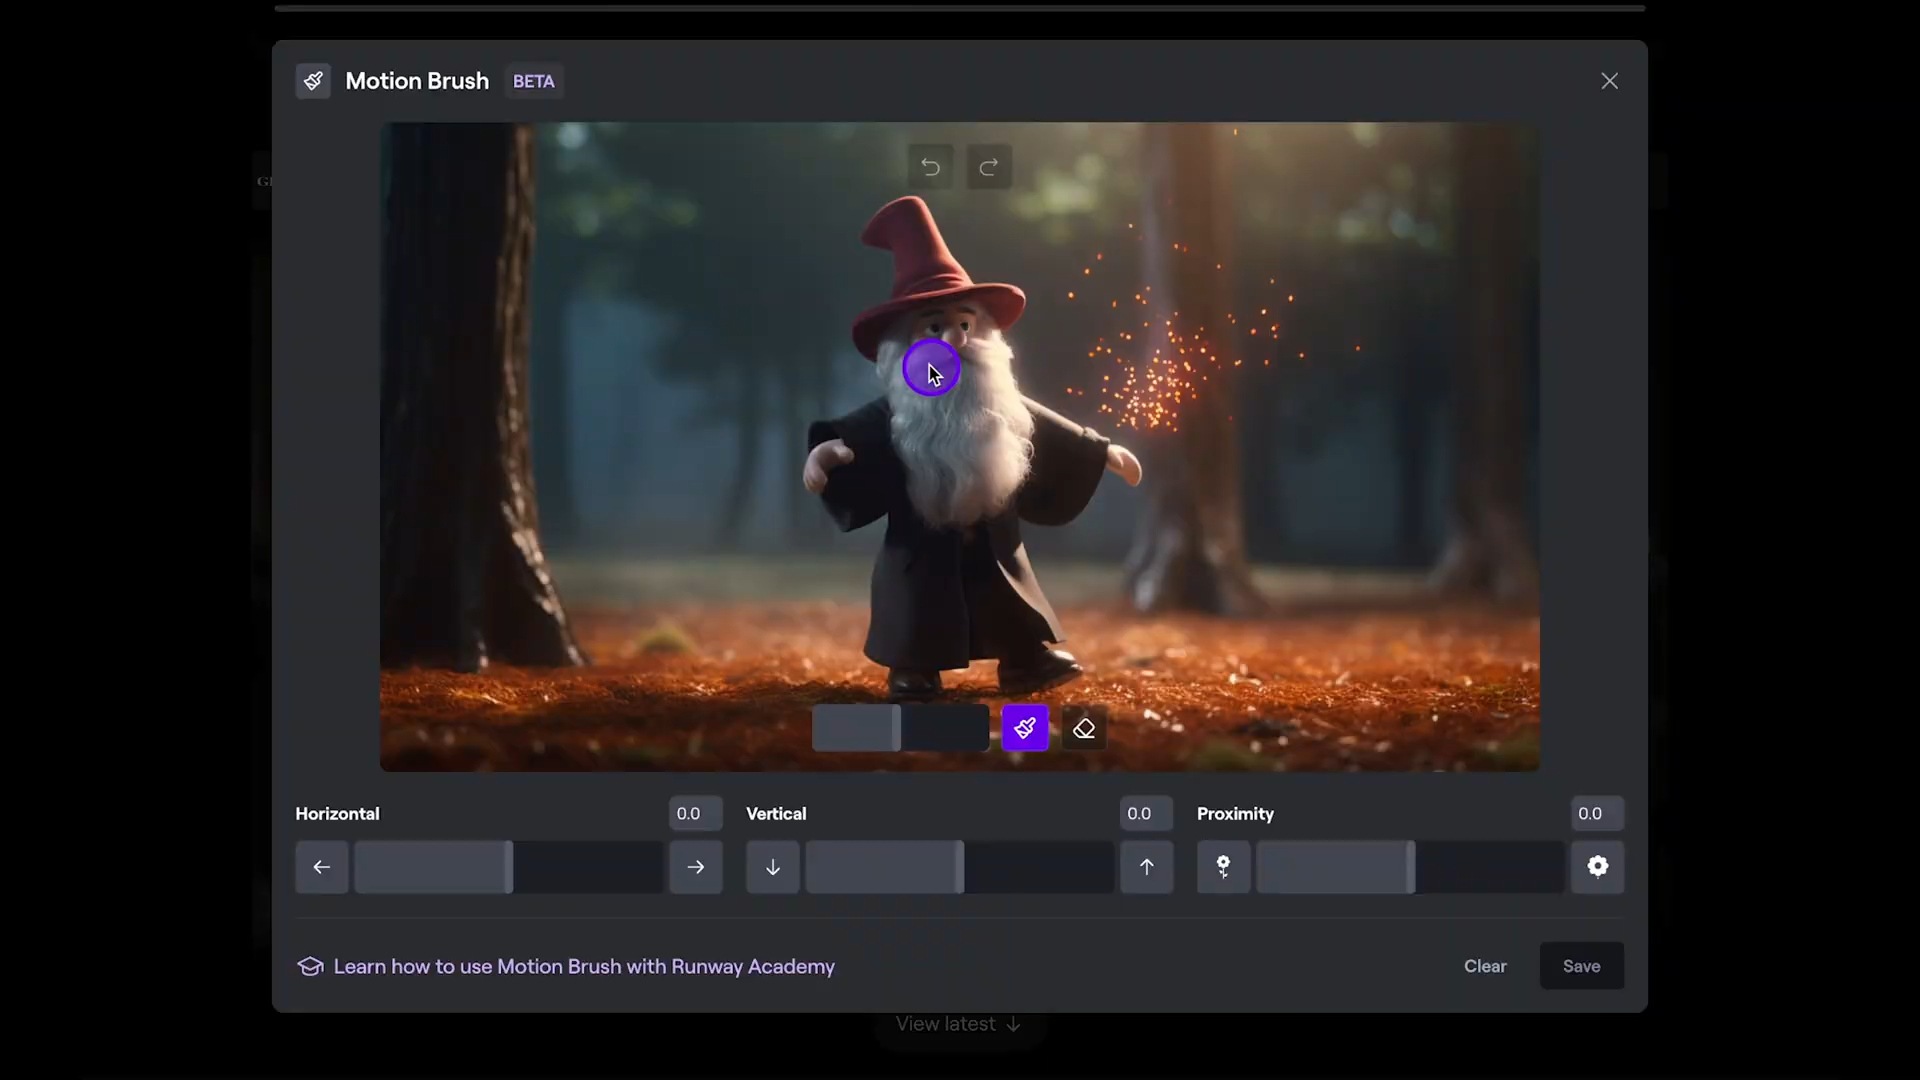 Motion Brush BETA
Horizontal 0.0 Vertical 0.0 Proximity 0.0
Learn how to use Motion Brush with Runway Academy Clear Save
View latest